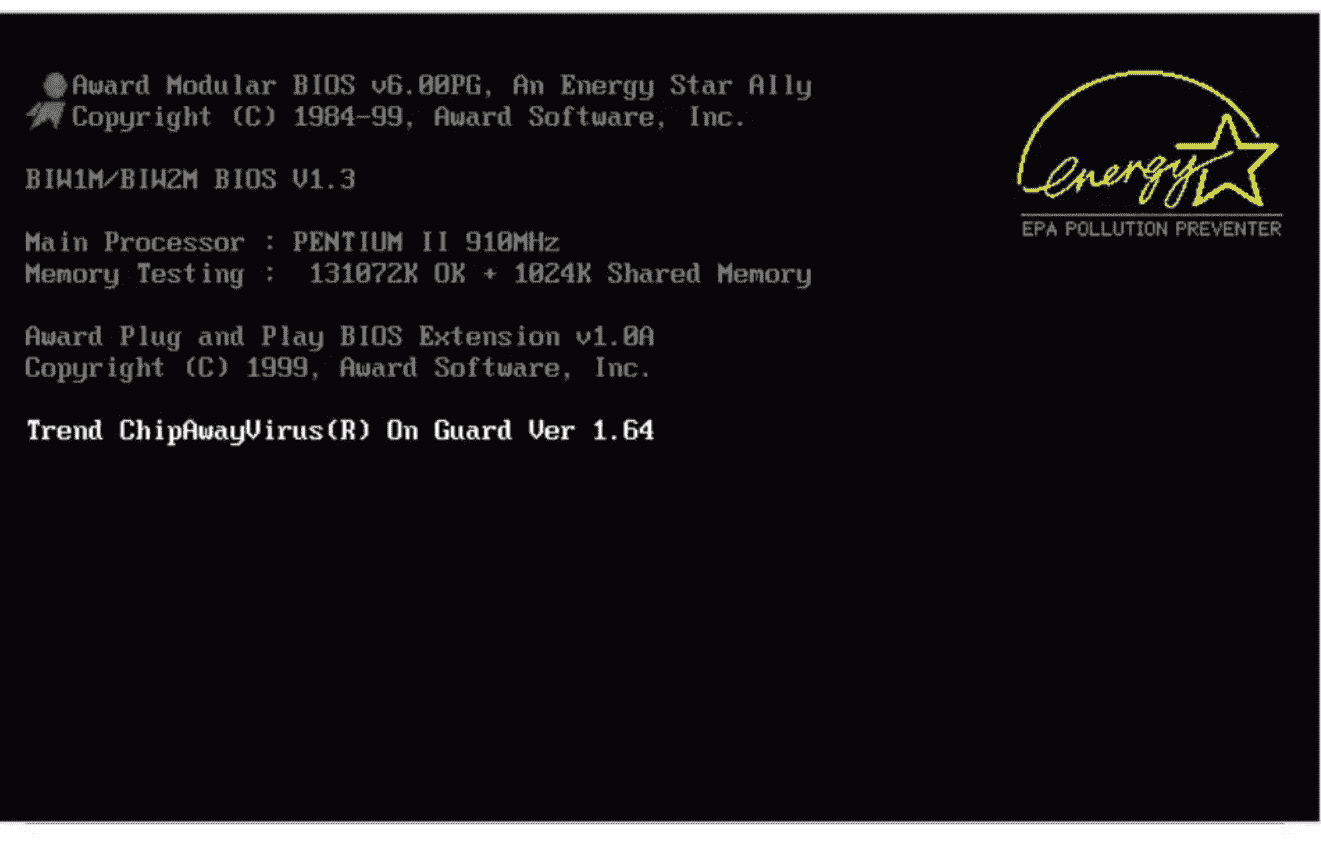 Award Modular BIOS v6.00PG, An Energy Star Ally
Copyright (C) 1984-99, Award Software, Inc.
BIW1M/BIW2M BIOS V1.3
Main Processor : PENTIUM II 910MHz
Memory Testing :  131072K OK + 1024K Shared Memory
Award Plug and Play BIOS Extension v1.0A
Copyright (C) 1999, Award Software, Inc.
Trend ChipAwayVirus(R) On Guard Ver 1.64
energy
EPA POLLUTION PREVENTER